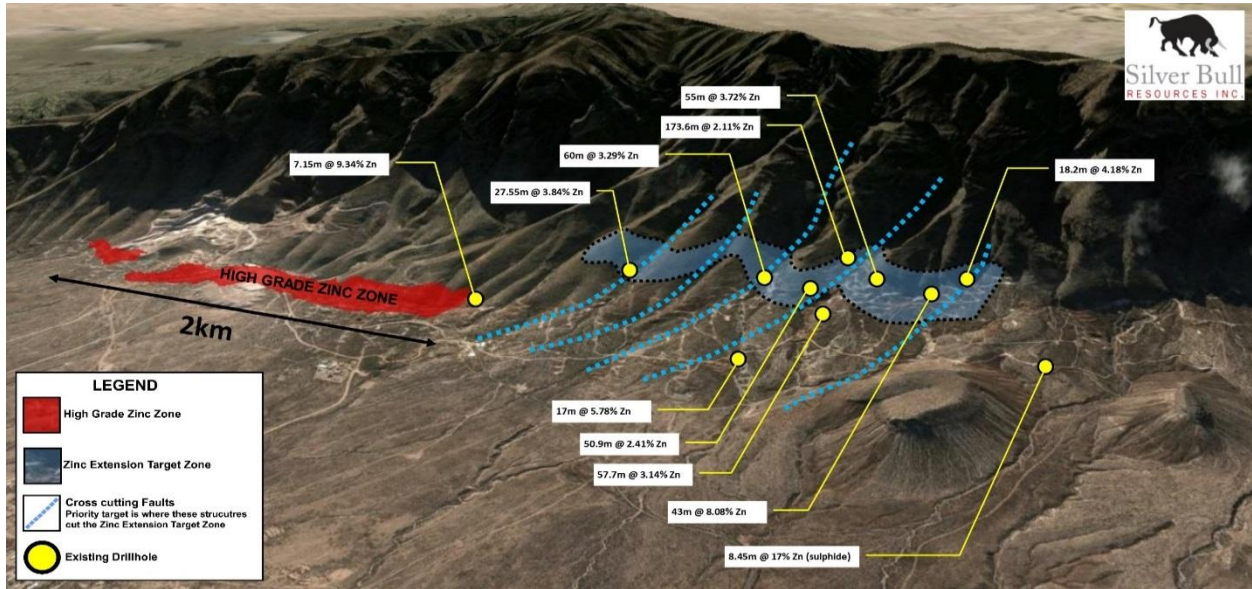 Silver Bull
RESOURCES INC.
55m @ 3.72% Zn
173.6m @ 2.11% Zn
60m @ 3.29% Zn
7.15m @ 9.34% Zn
18.2m @ 4.18% Zn
27.55m @ 3.84% Zn
HIGH GRADE ZINC ZONE
2km
17m @ 5.78% Zn
50.9m @ 2.41% Zn
57.7m @ 3.14% Zn
43m @ 8.08% Zn
8.45m @ 17% Zn (sulphide)
LEGEND
High Grade Zinc Zone
Zinc Extension Target Zone
Cross cutting Faults
Priority target is where these strucutres
cut the Zinc Extension Target Zone
Existing Drillhole